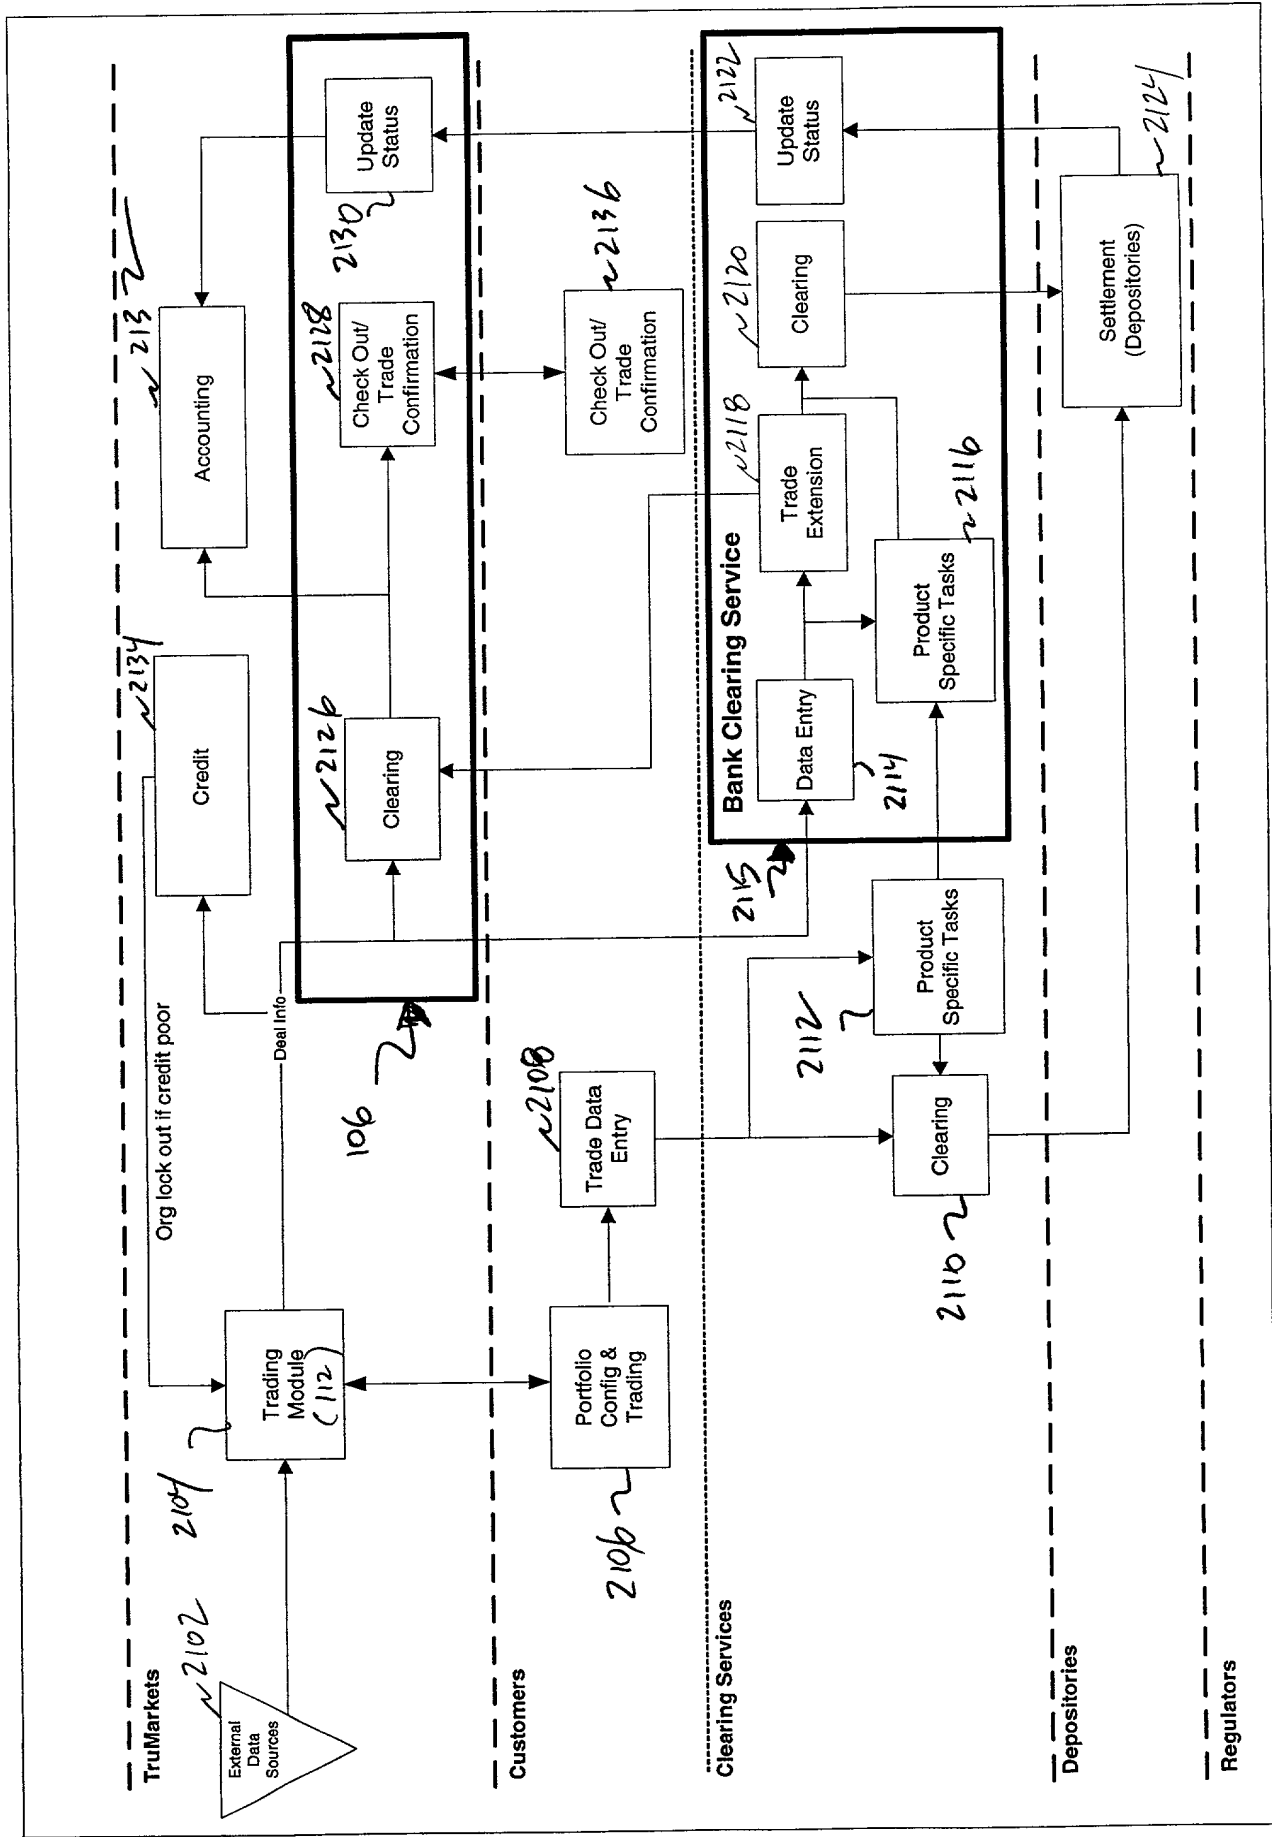 TruMarkets
External
Data
Sources
~2102
2104
Trading
Module
(112)
Org lock out if credit poor
Deal Info
Credit
~2134
Accounting
~2132
106
Clearing
~2126
Check Out/
Trade
Confirmation
~2128
Update
Status
2130
Customers
Portfolio
Config &
Trading
2106
Trade Data
Entry
~2108
Check Out/
Trade
Confirmation
~2136
Clearing Services
Clearing
2110
Product
Specific Tasks
2112
2115
Bank Clearing Service
Data Entry
2114
Product
Specific Tasks
~2116
Trade
Extension
~2118
Clearing
~2120
Update
Status
~2122
Depositories
Settlement
(Depositories)
~2124
Regulators